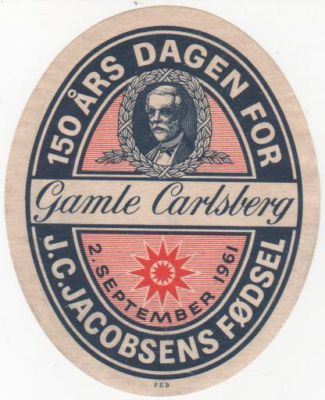 150 ÅRS DAGEN FOR
Gamle Carlsberg
2. SEPTEMBER 1961
J.C. JACOBSENS FØDSEL